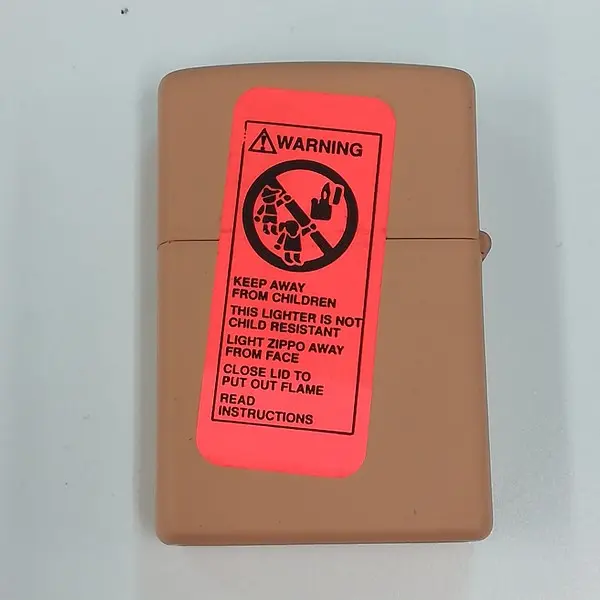 WARNING
KEEP AWAY
FROM CHILDREN
THIS LIGHTER IS NOT
CHILD RESISTANT
LIGHT ZIPPO AWAY
FROM FACE
CLOSE LID TO
PUT OUT FLAME
READ
INSTRUCTIONS